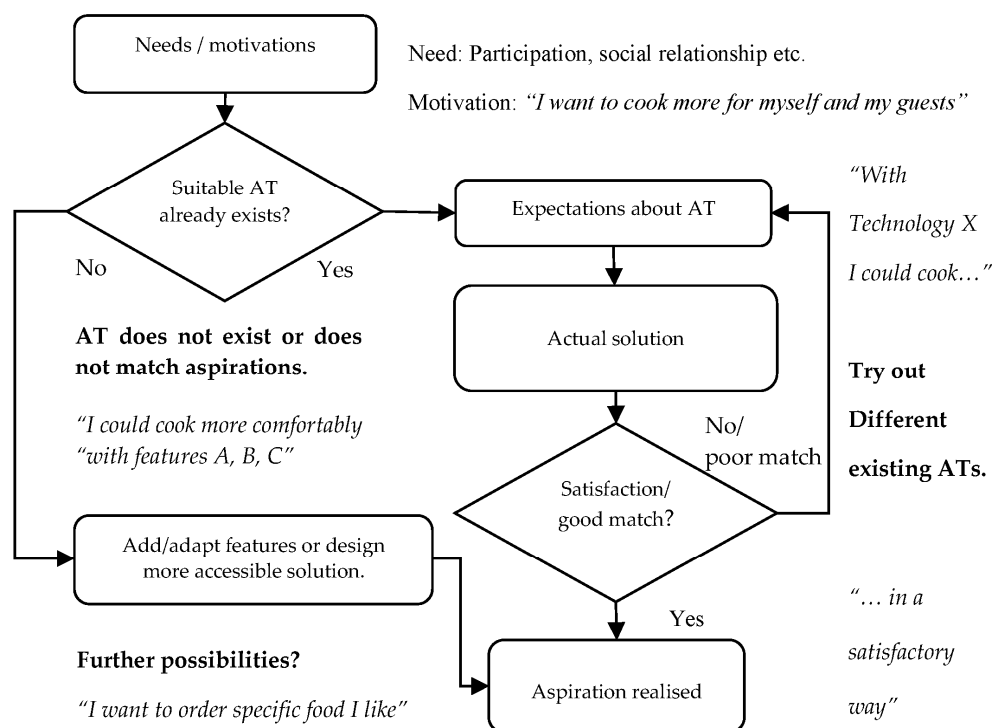 Needs / motivations
Need: Participation, social relationship etc.
Motivation: “I want to cook more for myself and my guests”
Suitable AT
already exists?
No
Yes
Expectations about AT
“With
Technology X
I could cook…”
Actual solution
AT does not exist or does
not match aspirations.
“I could cook more comfortably
“with features A, B, C”
No/
poor match
Try out
Different
existing ATs.
Satisfaction/
good match?
Add/adapt features or design
more accessible solution.
Yes
“… in a
satisfactory
way”
Further possibilities?
“I want to order specific food I like”
Aspiration realised